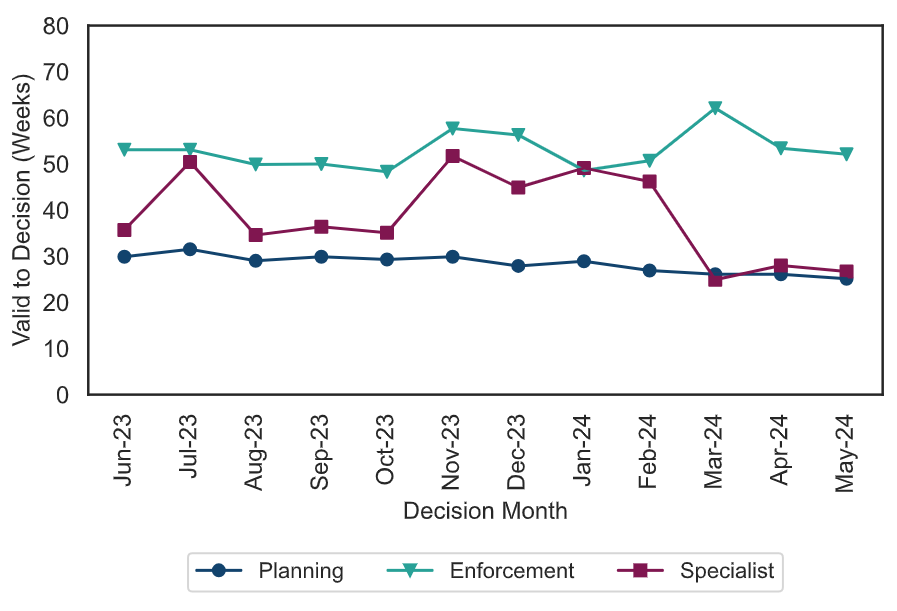 Valid to Decision (Weeks)
80
70
60
50
40
30
20
10
0
Jun-23
Jul-23
Aug-23
Sep-23
Oct-23
Nov-23
Dec-23
Jan-24
Feb-24
Mar-24
Apr-24
May-24
Decision Month
Planning Enforcement Specialist